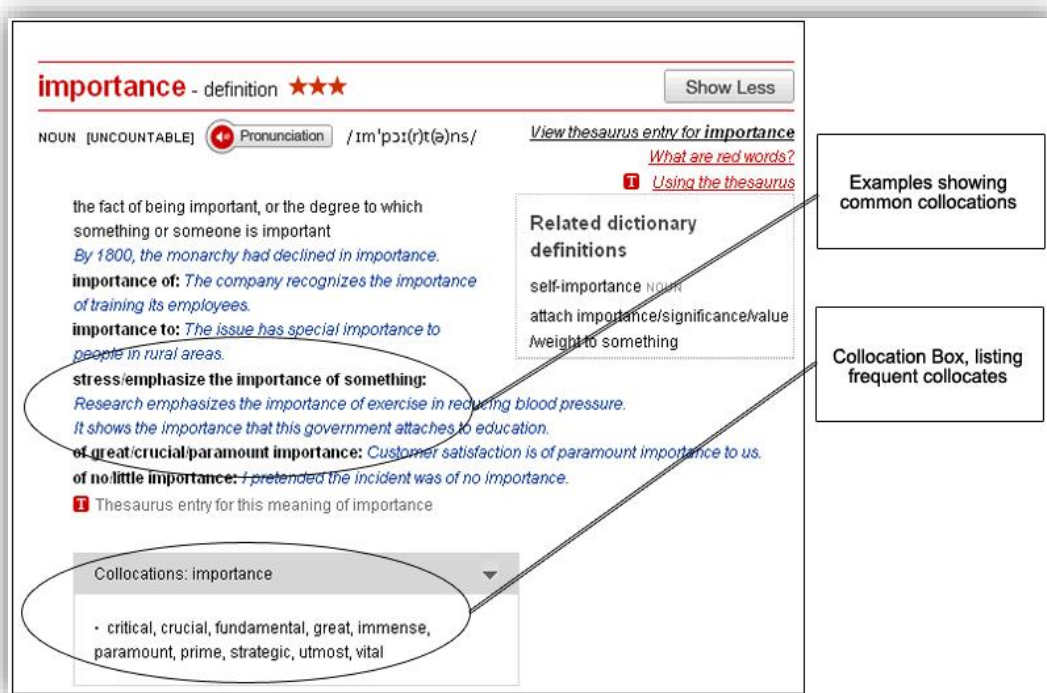 importance - definition ★★★
Show Less
NOUN [UNCOUNTABLE] Pronunciation /ɪmˈpɔː(r)t(ə)ns/
View thesaurus entry for importance
What are red words?
T Using the thesaurus
the fact of being important, or the degree to which
something or someone is important
By 1800, the monarchy had declined in importance.
importance of: The company recognizes the importance
of training its employees.
importance to: The issue has special importance to
people in rural areas.
stress/emphasize the importance of something:
Research emphasizes the importance of exercise in reducing blood pressure.
It shows the importance that this government attaches to education.
of great/crucial/paramount importance: Customer satisfaction is of paramount importance to us.
of no/little importance: I pretended the incident was of no importance.
T Thesaurus entry for this meaning of importance
Related dictionary
definitions
self-importance NOUN
attach importance/significance/value
/weight to something
Collocations: importance
· critical, crucial, fundamental, great, immense,
paramount, prime, strategic, utmost, vital
Examples showing
common collocations
Collocation Box, listing
frequent collocates